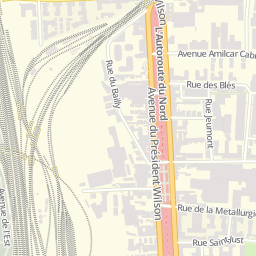 Wilson
L'Autoroute du Nord
Avenue Amilcar Cab
Rue du Bailly
Rue des Blés
Rue Jeumont
Avenue du Président Wilson
Rue de la Metallurgie
Avenue de l'Est
Rue Saint-Just